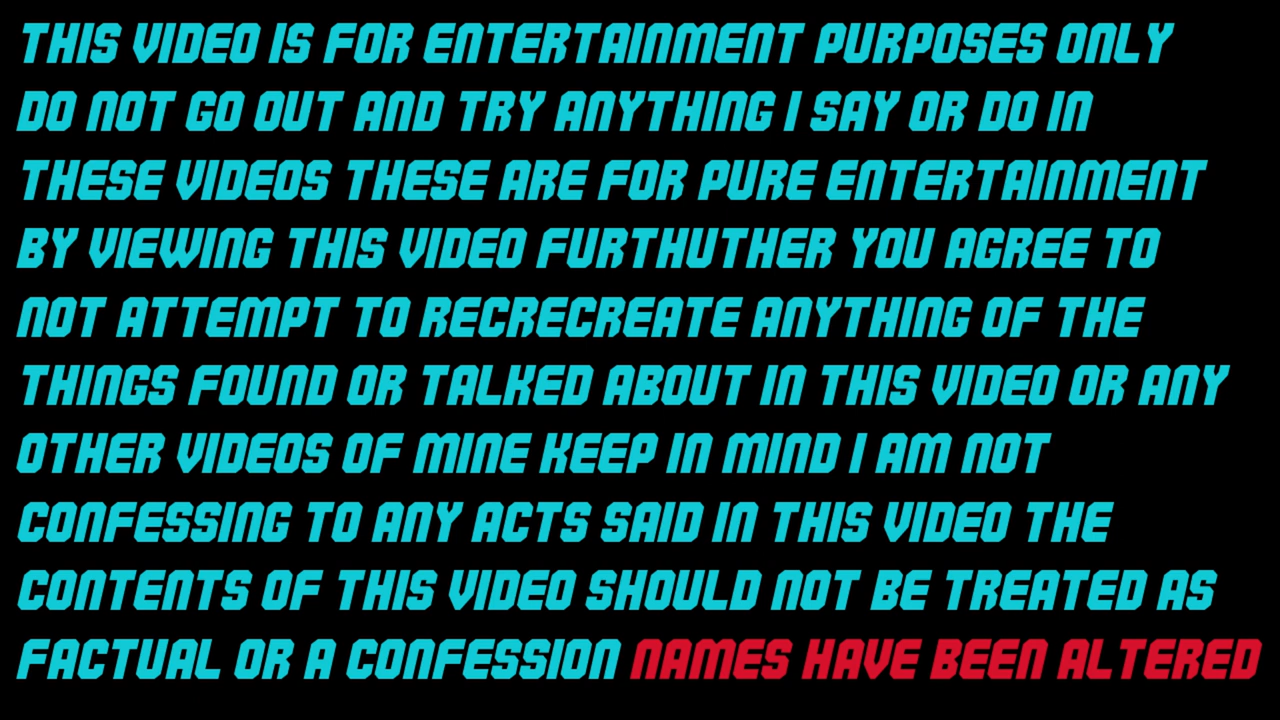 THIS VIDEO IS FOR ENTERTAINMENT PURPOSES ONLY
DO NOT GO OUT AND TRY ANYTHING I SAY OR DO IN
THESE VIDEOS THESE ARE FOR PURE ENTERTAINMENT
BY VIEWING THIS VIDEO FURTHUTHER YOU AGREE TO
NOT ATTEMPT TO RECRECREATE ANYTHING OF THE
THINGS FOUND OR TALKED ABOUT IN THIS VIDEO OR ANY
OTHER VIDEOS OF MINE KEEP IN MIND I AM NOT
CONFESSING TO ANY ACTS SAID IN THIS VIDEO THE
CONTENTS OF THIS VIDEO SHOULD NOT BE TREATED AS
FACTUAL OR A CONFESSION NAMES HAVE BEEN ALTERED